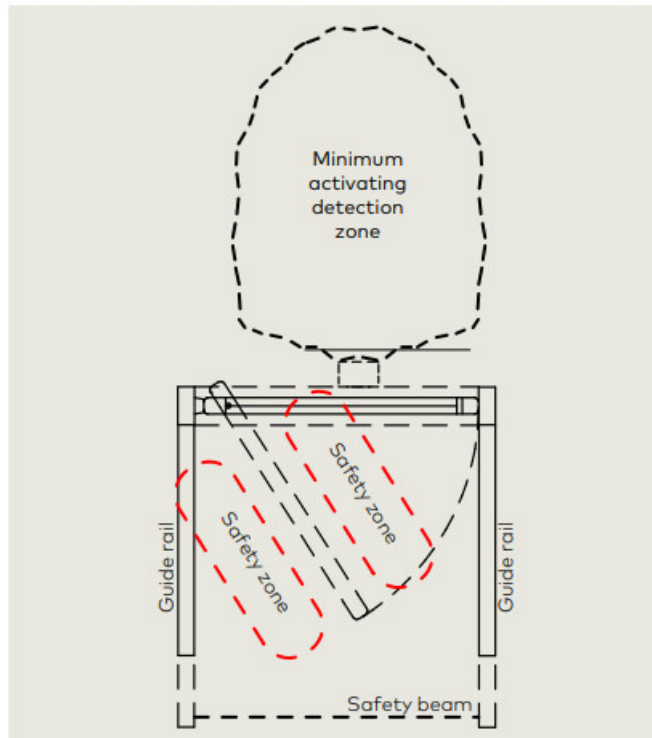 Minimum
activating
detection
zone
Safety zone
Safety zone
Guide rail
Guide rail
Safety beam